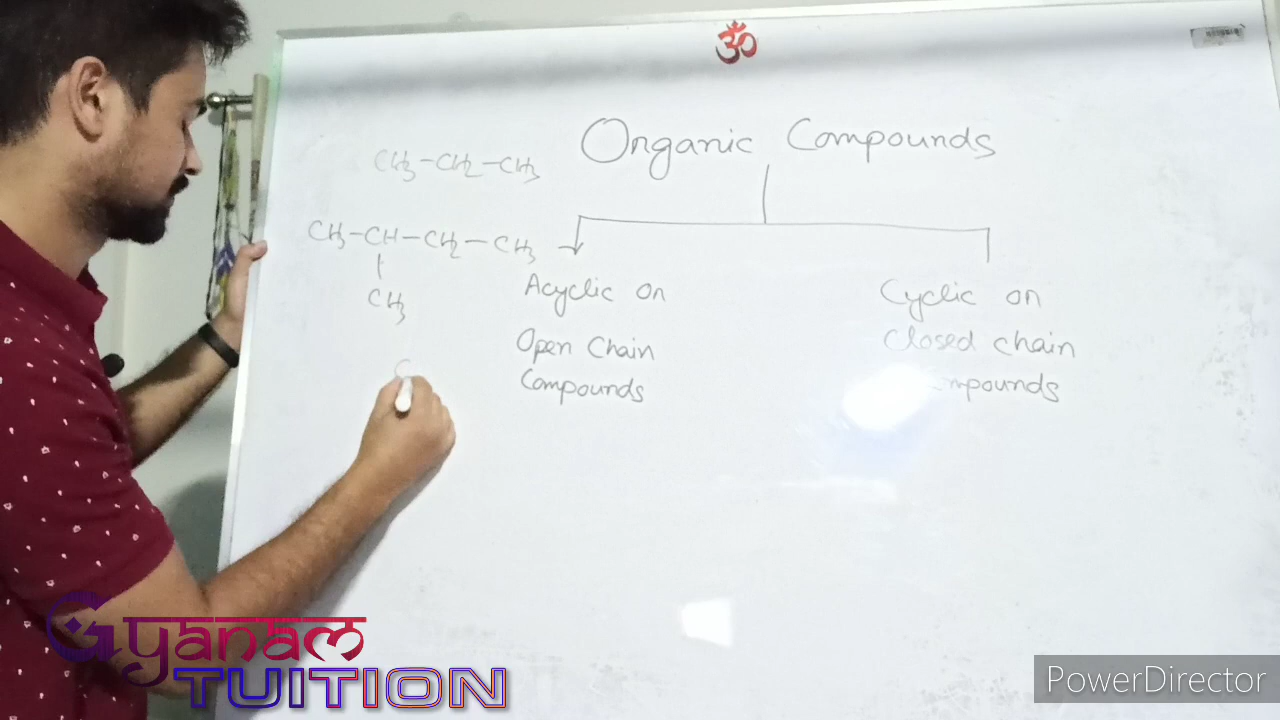 ॐ
Organic Compounds
CH3-CH2-CH3
CH3-CH-CH2-CH3
CH3
Acyclic or
Open Chain
Compounds
Cyclic or
Closed chain
mpounds
Gyanam
TUITION
PowerDirector